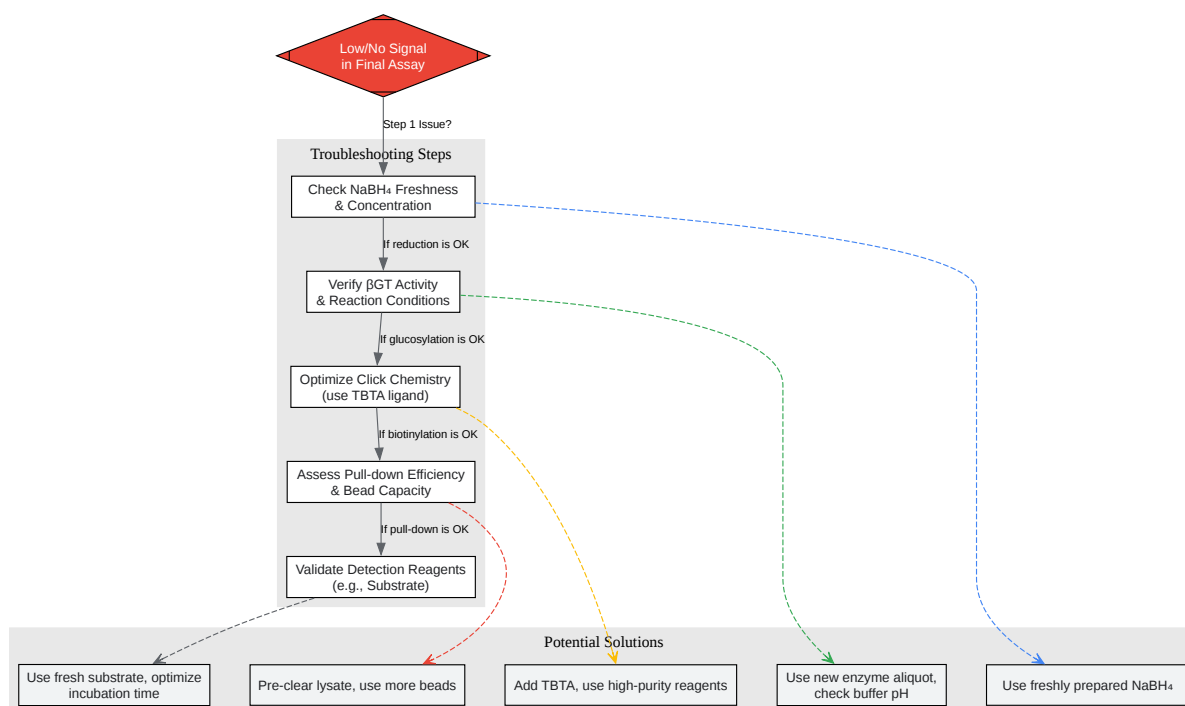 Low/No Signal
in Final Assay
Step 1 Issue?
Troubleshooting Steps
Check NaBH₄ Freshness
& Concentration
If reduction is OK
Verify βGT Activity
& Reaction Conditions
If glucosylation is OK
Optimize Click Chemistry
(use TBTA ligand)
If biotinylation is OK
Assess Pull-down Efficiency
& Bead Capacity
If pull-down is OK
Validate Detection Reagents
(e.g., Substrate)
Potential Solutions
Use fresh substrate, optimize
incubation time
Pre-clear lysate, use more beads
Add TBTA, use high-purity reagents
Use new enzyme aliquot,
check buffer pH
Use freshly prepared NaBH₄